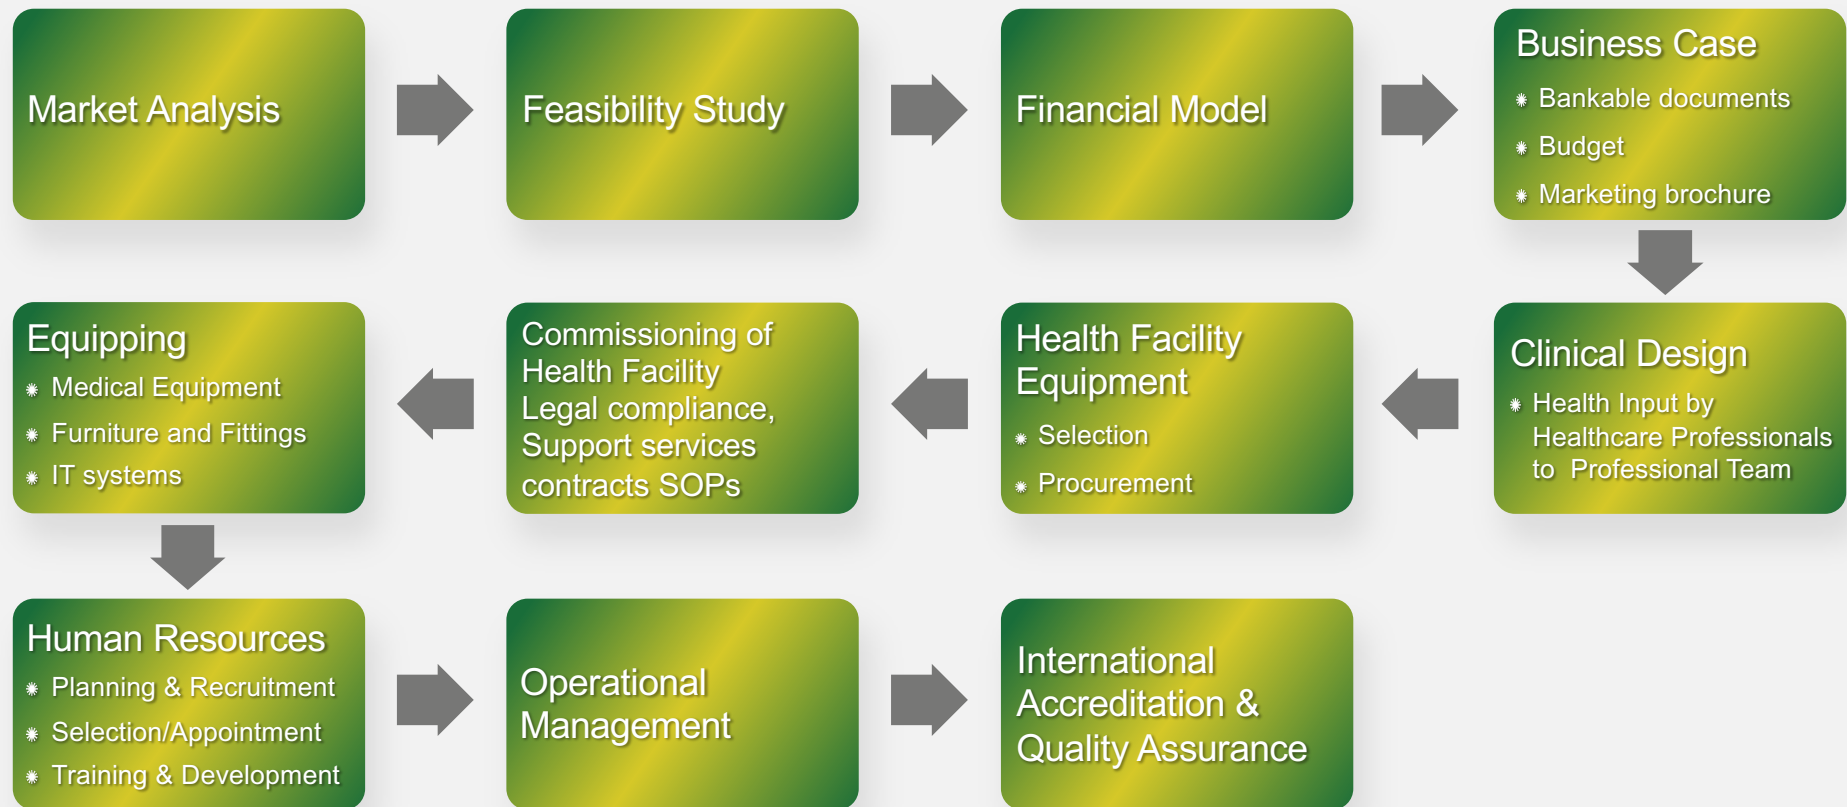 Market Analysis
Feasibility Study
Financial Model
Business Case
Bankable documents
Budget
Marketing brochure
Clinical Design
Health Input by
Healthcare Professionals
to Professional Team
Health Facility
Equipment
Selection
Procurement
Commissioning of
Health Facility
Legal compliance,
Support services
contracts SOPs
Equipping
Medical Equipment
Furniture and Fittings
IT systems
Human Resources
Planning & Recruitment
Selection/Appointment
Training & Development
Operational
Management
International
Accreditation &
Quality Assurance